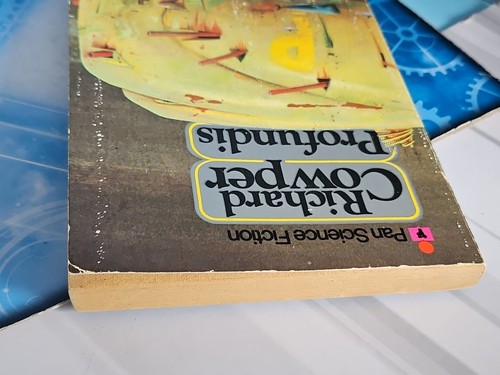 Pan Science Fiction
Richard
Cowper
Profundis